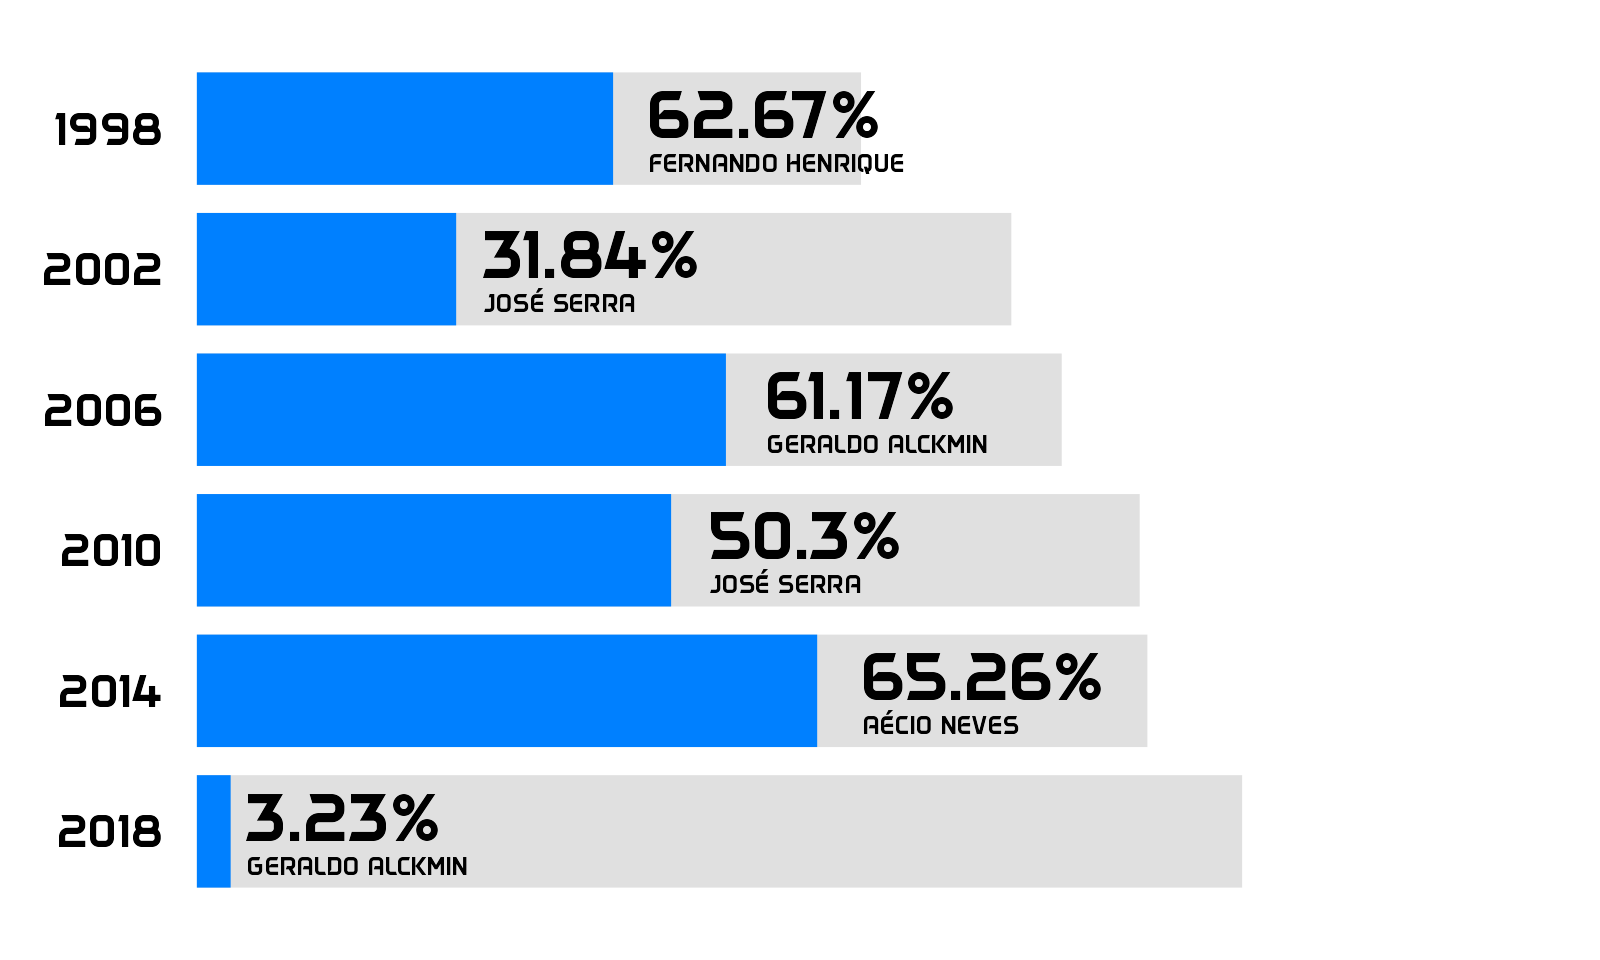 1998
62.67%
FERNANDO HENRIQUE
2002
31.84%
JOSÉ SERRA
2006
61.17%
GERALDO ALCKMIN
2010
50.3%
JOSÉ SERRA
2014
65.26%
AÉCIO NEVES
2018
3.23%
GERALDO ALCKMIN